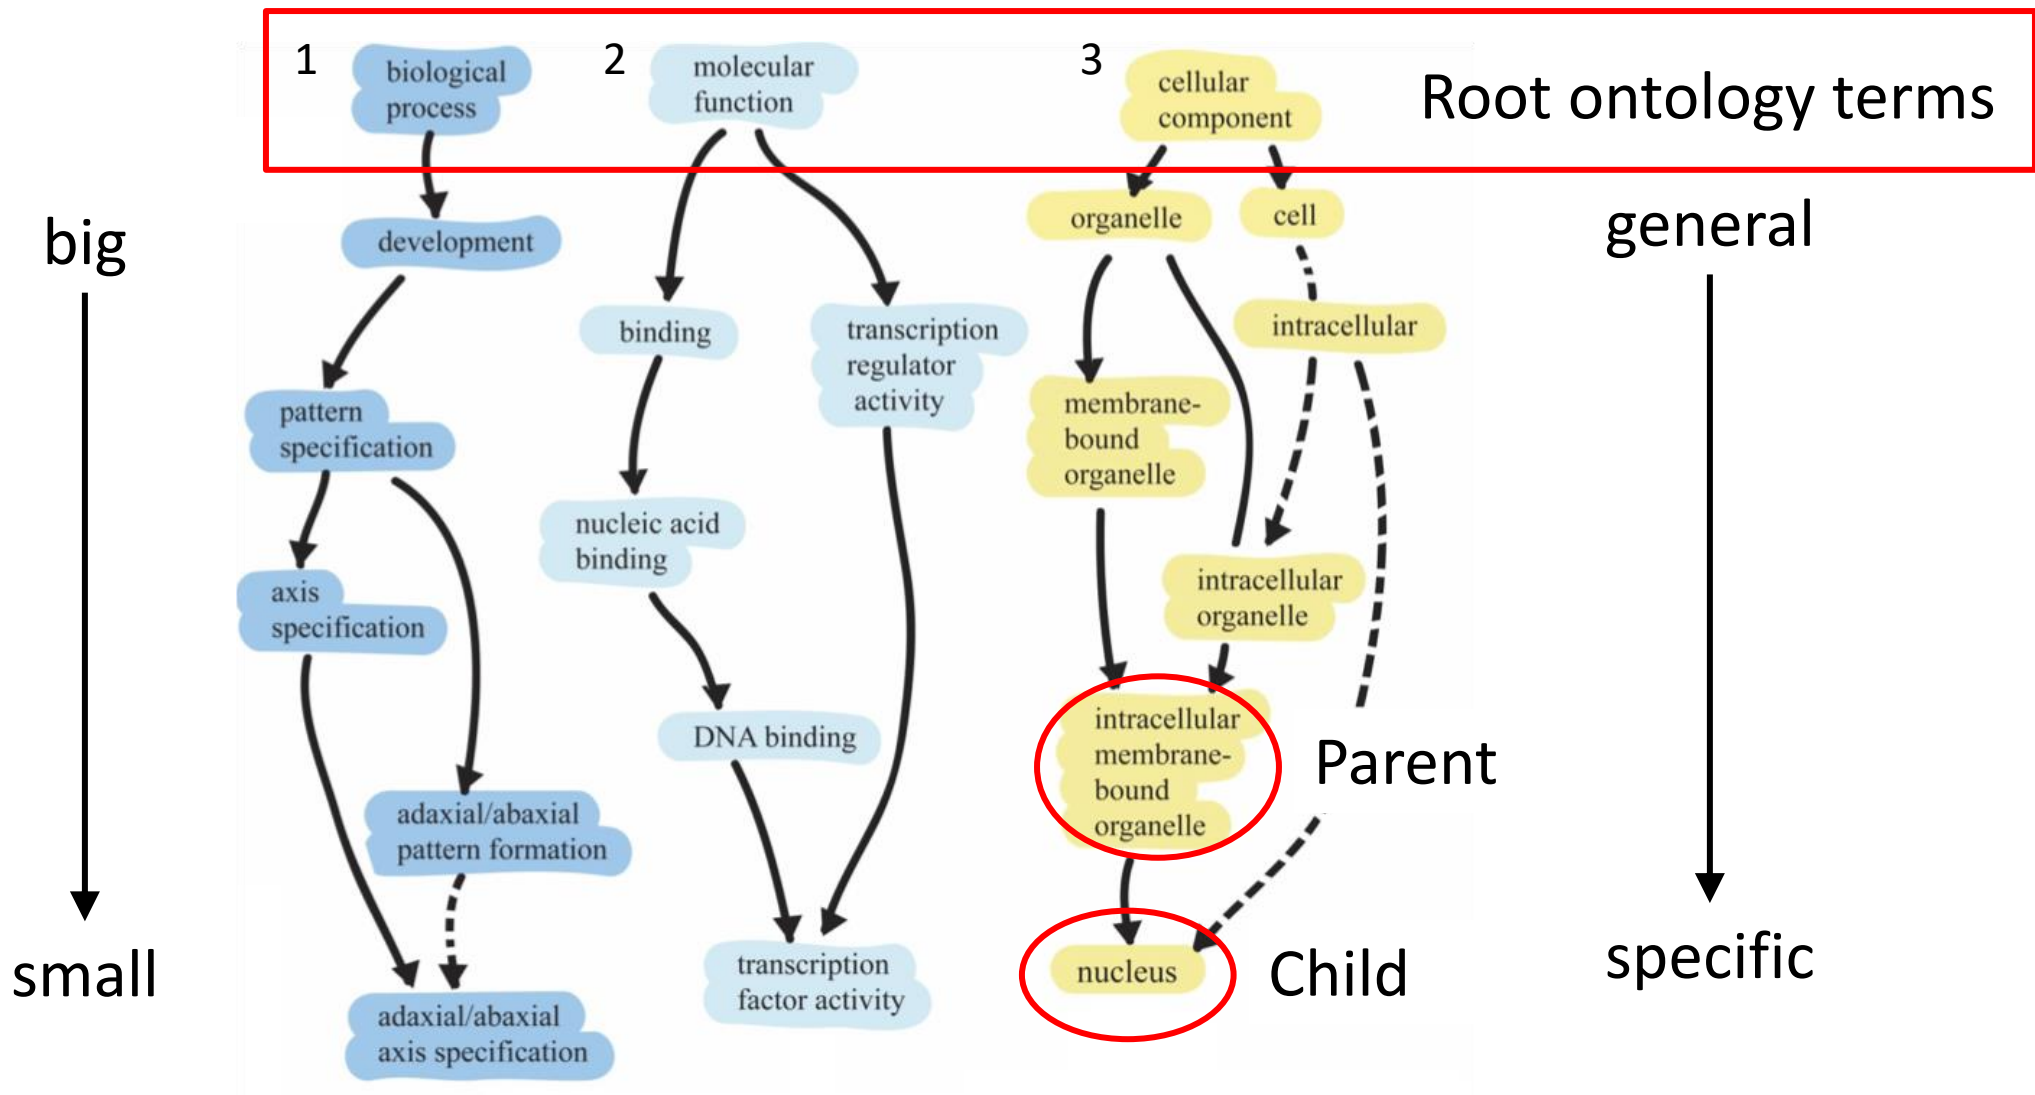 1
biological
process
2
molecular
function
3
cellular
component
Root ontology terms
big
small
general
specific
development
pattern
specification
axis
specification
adaxial/abaxial
pattern formation
adaxial/abaxial
axis specification
binding
transcription
regulator
activity
nucleic acid
binding
DNA binding
transcription
factor activity
organelle
cell
intracellular
membrane-
bound
organelle
intracellular
organelle
intracellular
membrane-
bound
organelle
Parent
nucleus
Child